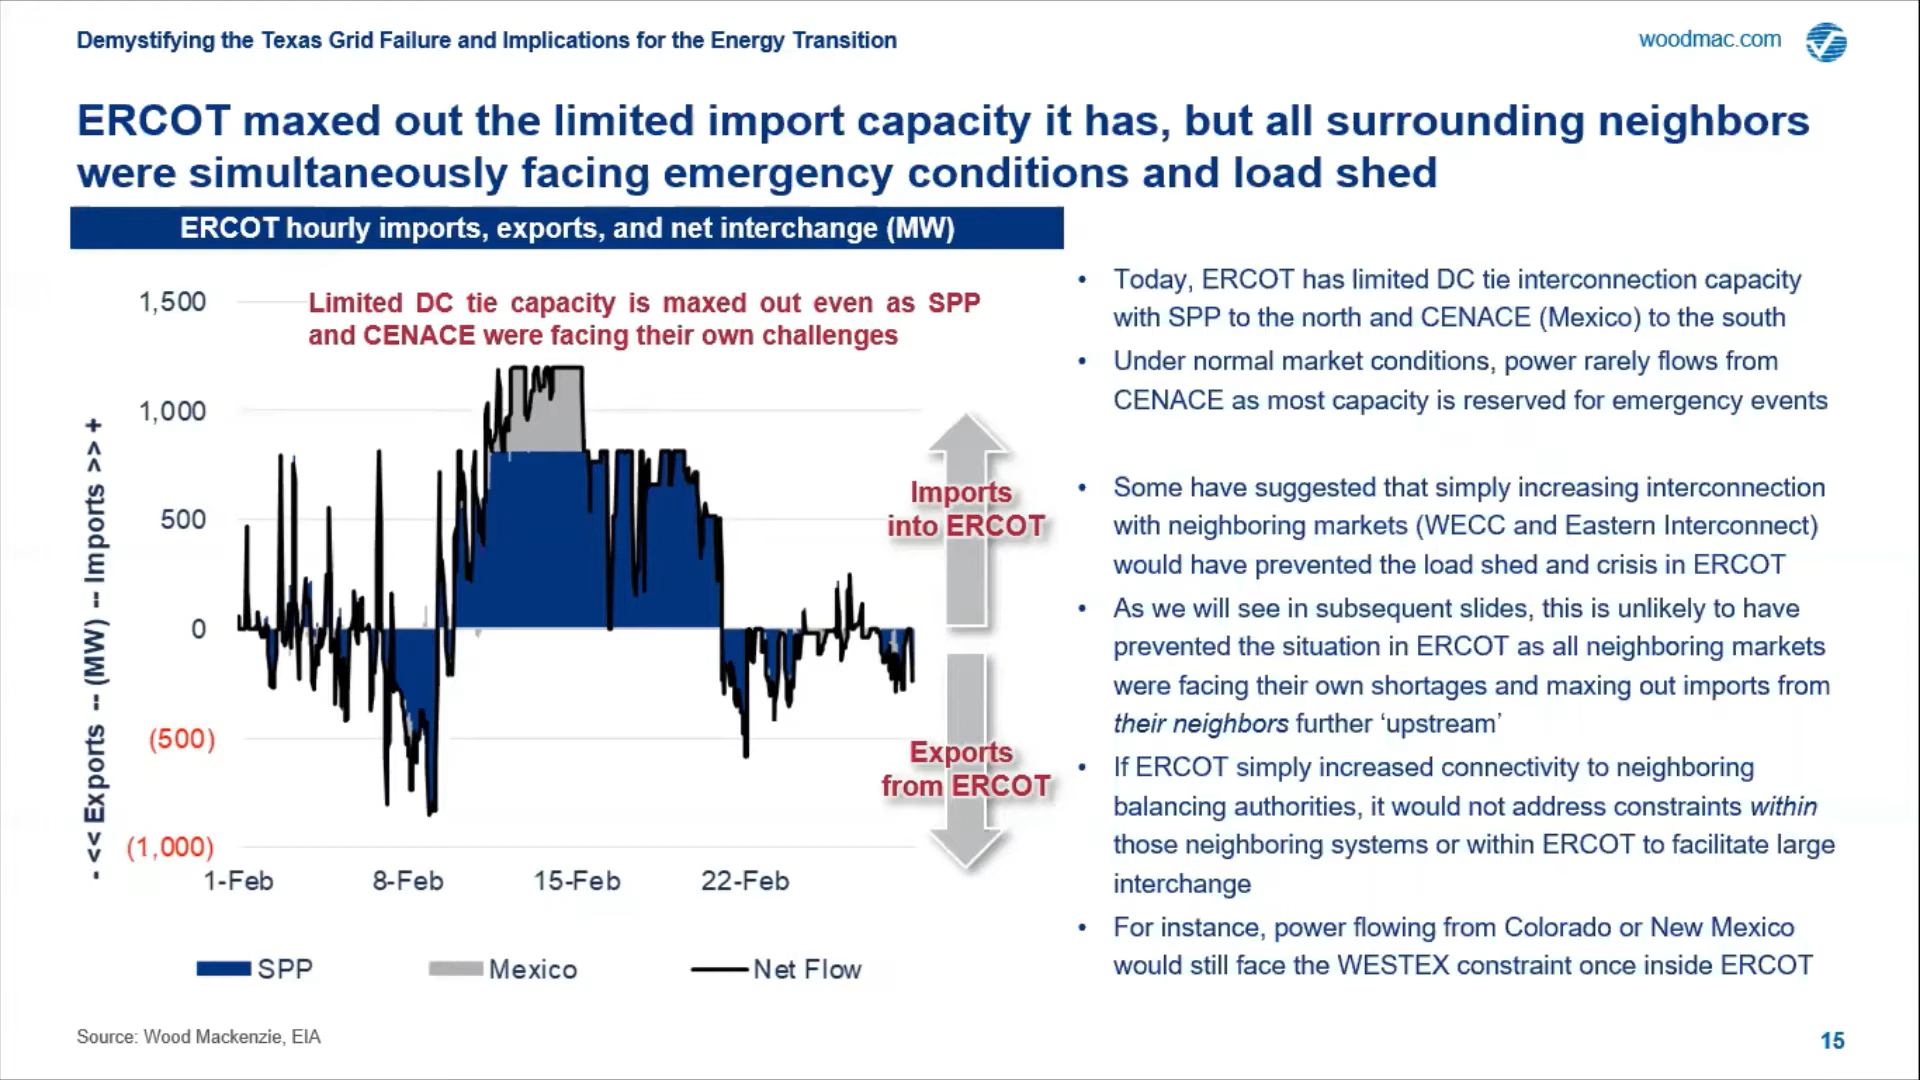 Demystifying the Texas Grid Failure and Implications for the Energy Transition
woodmac.com
ERCOT maxed out the limited import capacity it has, but all surrounding neighbors
were simultaneously facing emergency conditions and load shed
ERCOT hourly imports, exports, and net interchange (MW)
Limited DC tie capacity is maxed out even as SPP
and CENACE were facing their own challenges
- << Exports -- (MW) -- Imports >> +
1,500
1,000
500
0
(500)
(1,000)
1-Feb
8-Feb
15-Feb
22-Feb
Imports
into ERCOT
Exports
from ERCOT
SPP
Mexico
Net Flow
• Today, ERCOT has limited DC tie interconnection capacity
with SPP to the north and CENACE (Mexico) to the south
• Under normal market conditions, power rarely flows from
CENACE as most capacity is reserved for emergency events
• Some have suggested that simply increasing interconnection
with neighboring markets (WECC and Eastern Interconnect)
would have prevented the load shed and crisis in ERCOT
• As we will see in subsequent slides, this is unlikely to have
prevented the situation in ERCOT as all neighboring markets
were facing their own shortages and maxing out imports from
their neighbors further ‘upstream’
• If ERCOT simply increased connectivity to neighboring
balancing authorities, it would not address constraints within
those neighboring systems or within ERCOT to facilitate large
interchange
• For instance, power flowing from Colorado or New Mexico
would still face the WESTEX constraint once inside ERCOT
Source: Wood Mackenzie, EIA
15